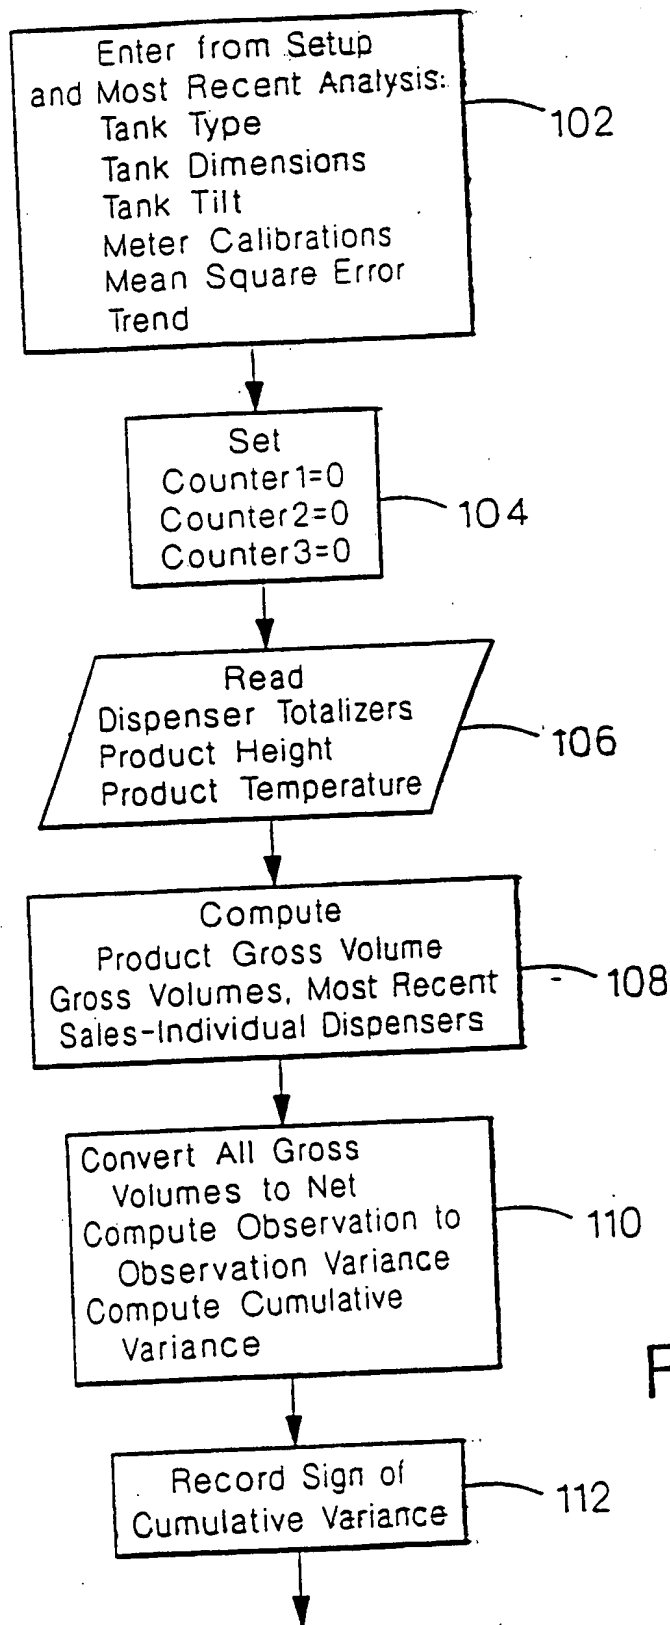 Enter from Setup
and Most Recent Analysis:
Tank Type
Tank Dimensions
Tank Tilt
Meter Calibrations
Mean Square Error
Trend
102
Set
Counter1=0
Counter2=0
Counter3=0
104
Read
Dispenser Totalizers
Product Height
Product Temperature
106
Compute
Product Gross Volume
Gross Volumes, Most Recent
Sales-Individual Dispensers
108
Convert All Gross
Volumes to Net
Compute Observation to
Observation Variance
Compute Cumulative
Variance
110
Record Sign of
Cumulative Variance
112